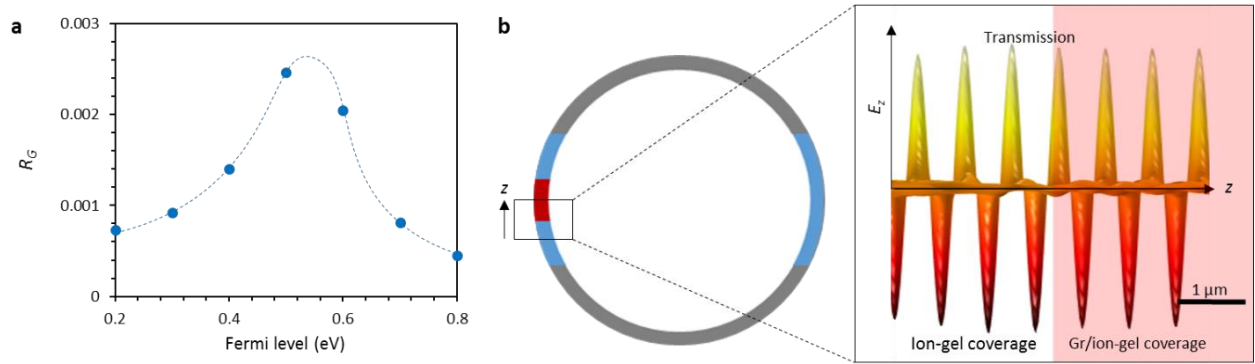 a
0.003
0.002
0.001
0
R_G
0.2
0.4
0.6
0.8
Fermi level (eV)
b
z
Transmission
E_z
z
1 μm
Ion-gel coverage
Gr/ion-gel coverage